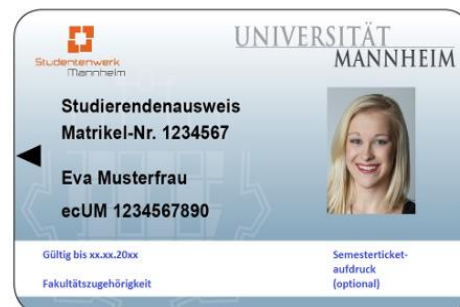 Studentenwerk
Mannheim
UNIVERSITÄT
MANNHEIM
Studierendenausweis
Matrikel-Nr. 1234567
Eva Musterfrau
ecUM 1234567890
Gültig bis xx.xx.20xx
Fakultätszugehörigkeit
Semesterticket-
aufdruck
(optional)